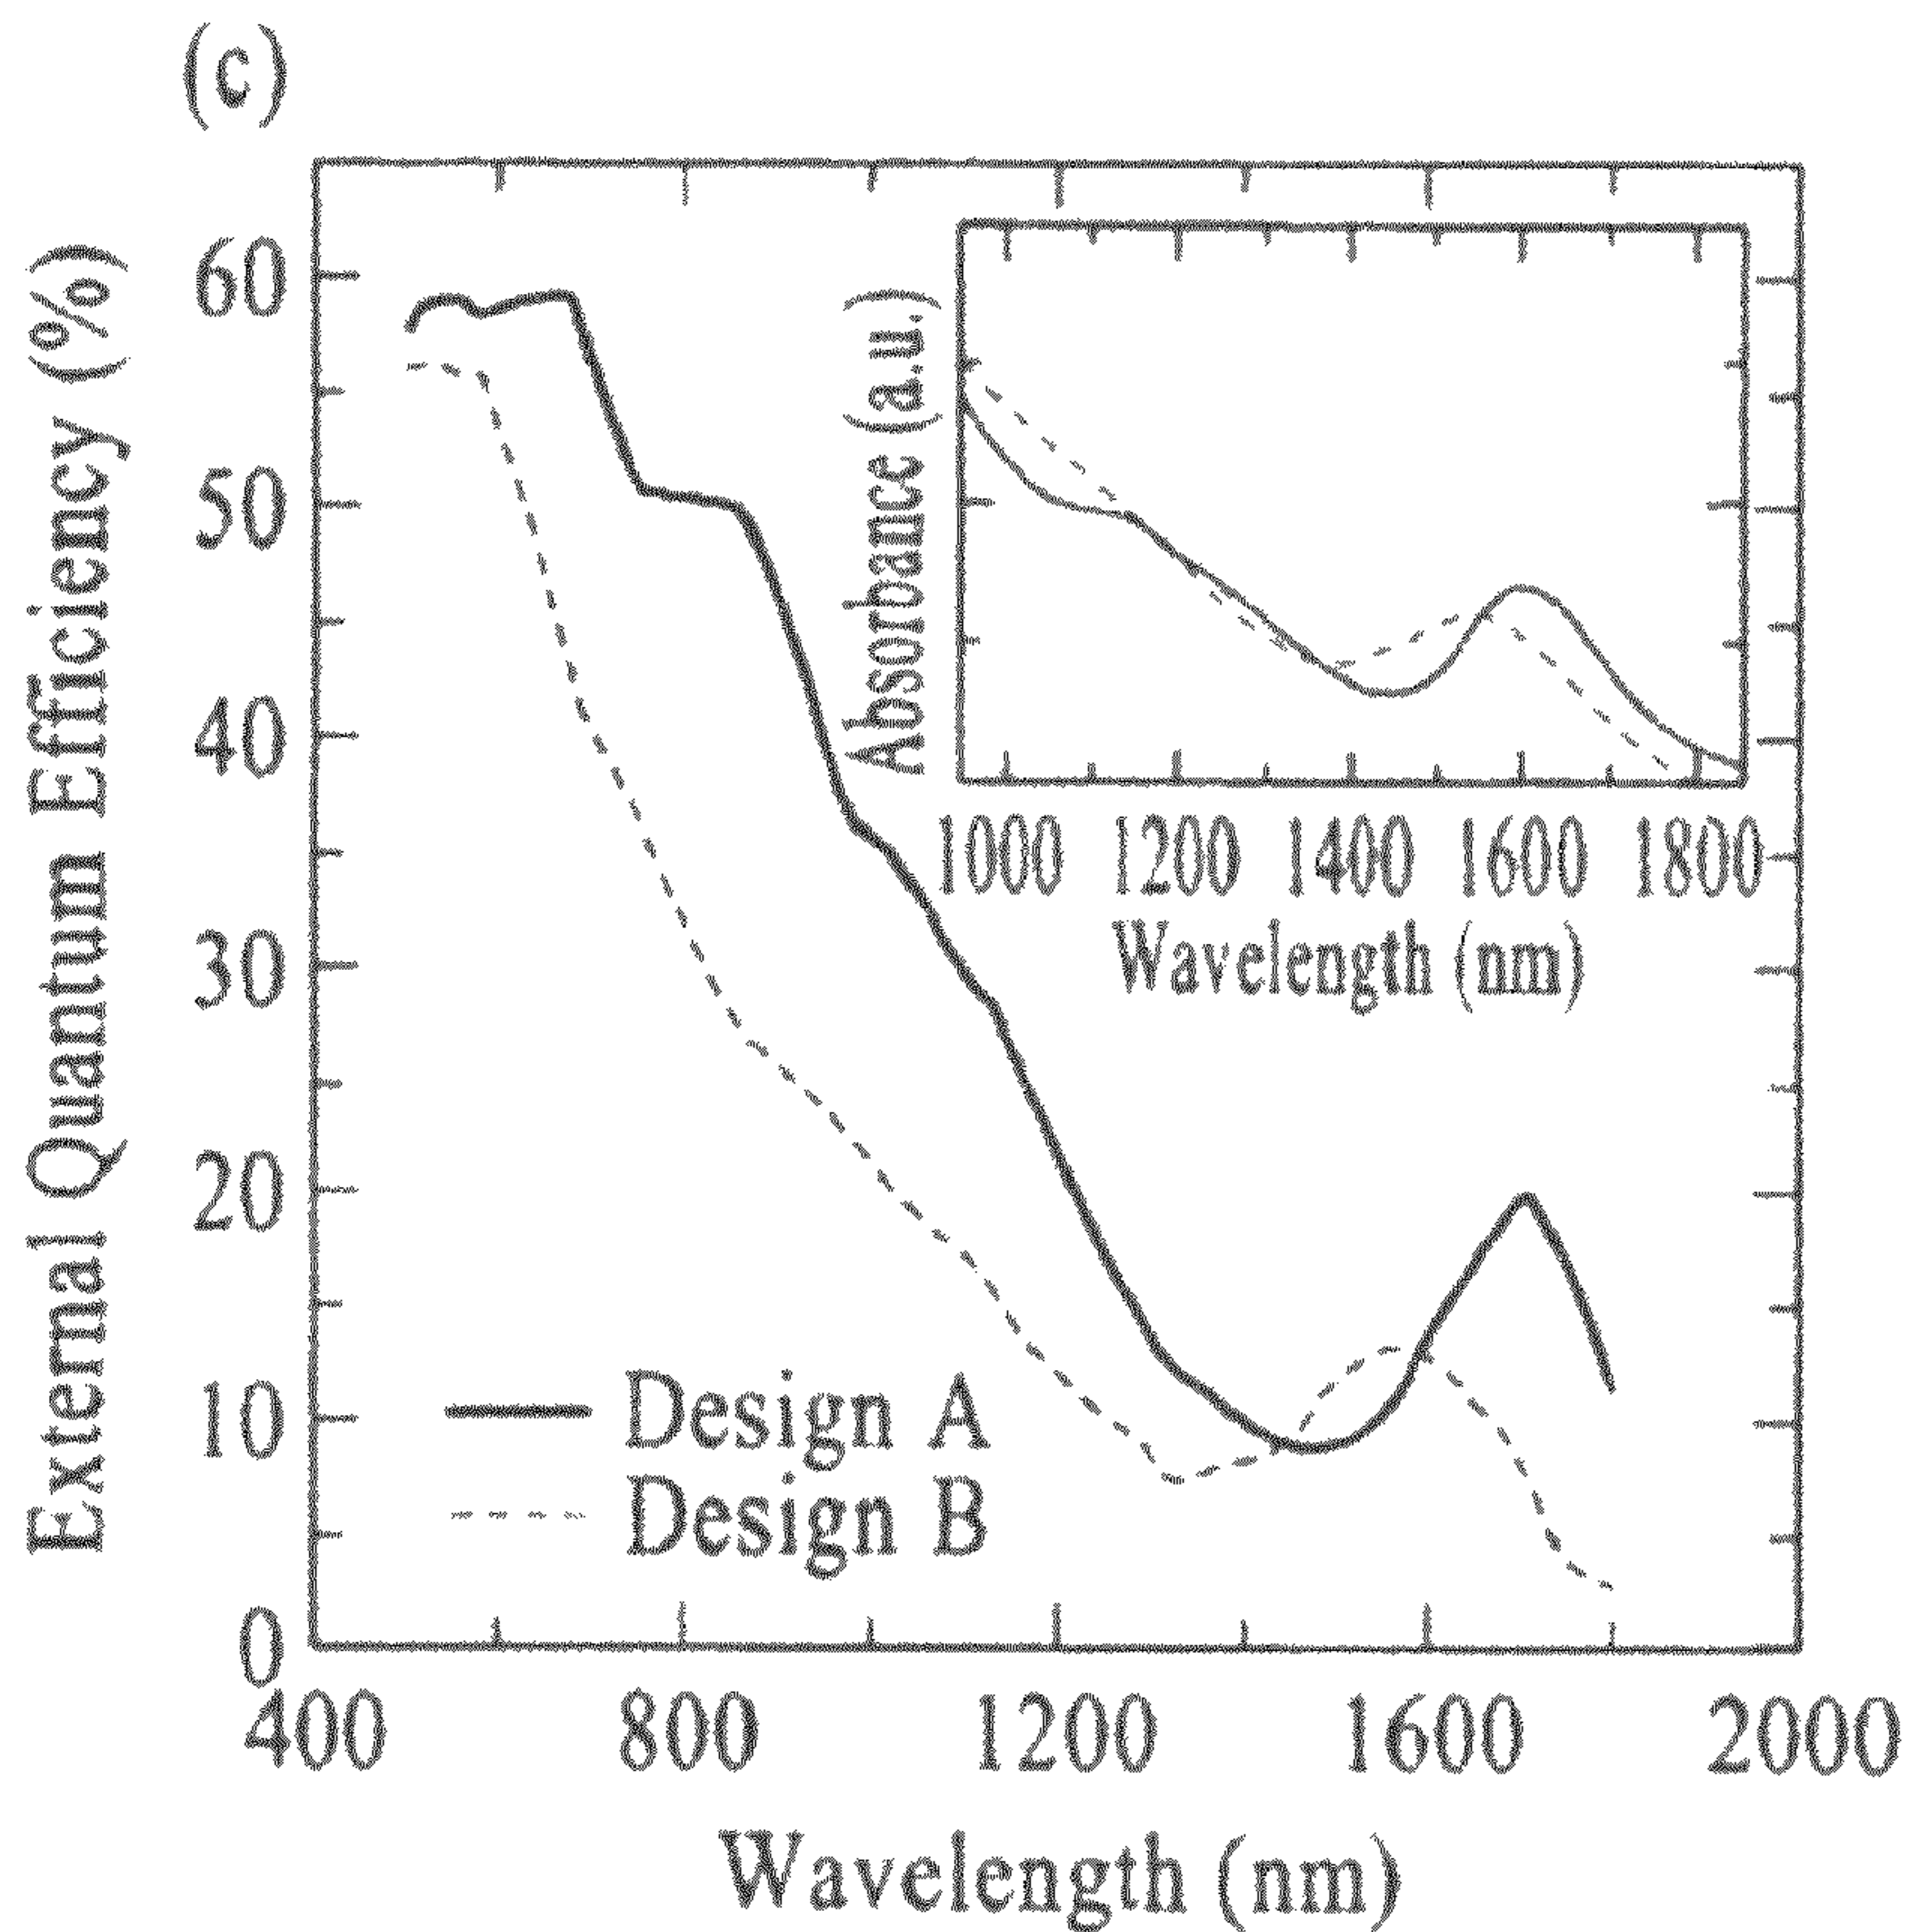 (c)
External Quantum Efficiency (%)
60
50
40
30
20
10
0
400 800 1200 1600 2000
Wavelength (nm)
Design A
Design B
Absorbance (a.u.)
1000 1200 1400 1600 1800
Wavelength (nm)